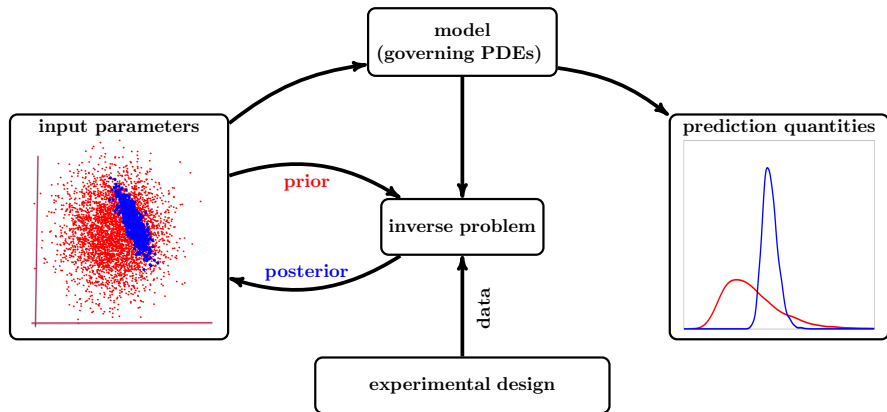 model
(governing PDEs)
input parameters
prediction quantities
prior
inverse problem
posterior
data
experimental design